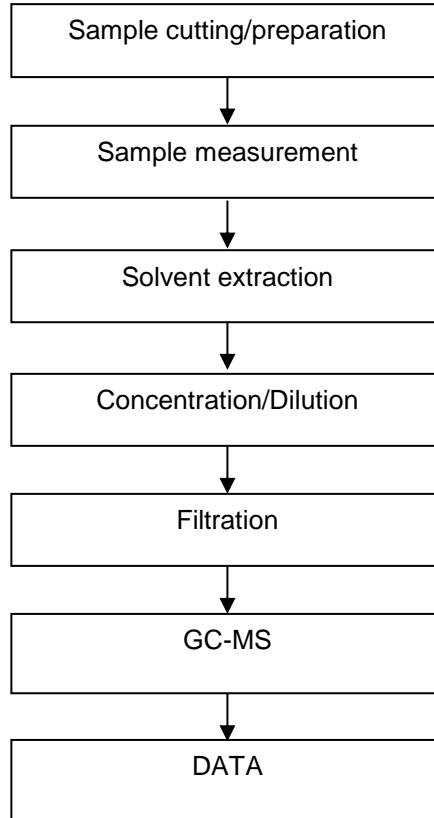 Sample cutting/preparation
Sample measurement
Solvent extraction
Concentration/Dilution
Filtration
GC-MS
DATA